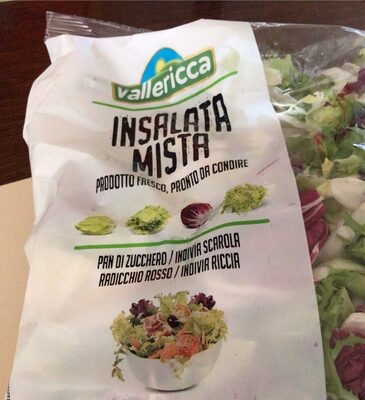 vallericca
INSALATA
MISTA
PRODOTTO FRESCO, PRONTO DA CONDIRE
PAN DI ZUCCHERO / INDIVIA SCAROLA
RADICCHIO ROSSO / INDIVIA RICCIA